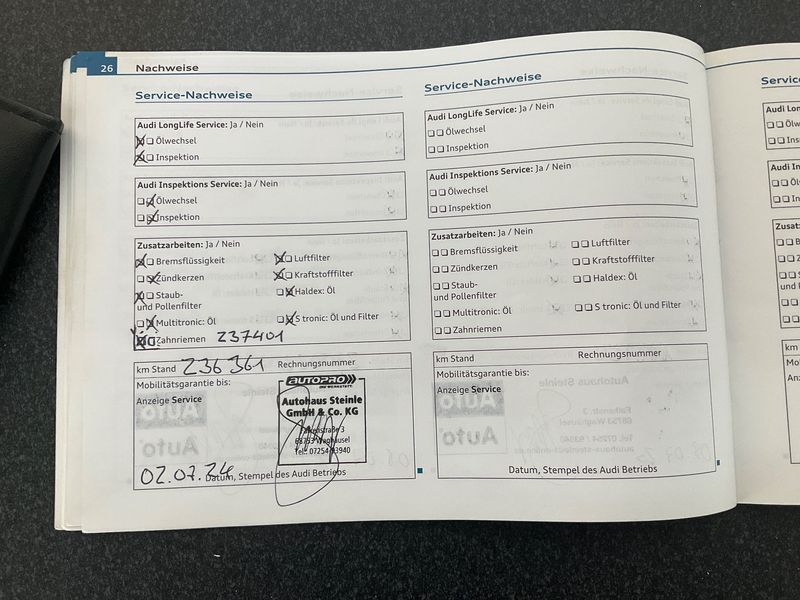 26 Nachweise
Service-Nachweise
Audi LongLife Service: Ja / Nein
Ölwechsel
Inspektion
Audi Inspektions Service: Ja / Nein
Ölwechsel
Inspektion
Zusatzarbeiten: Ja / Nein
Bremsflüssigkeit
Luftfilter
Zündkerzen
Kraftstofffilter
Staub-
und Pollenfilter
Haldex: Öl
Multitronic: Öl
S tronic: Öl und Filter
Zahnriemen 237401
km Stand 236361 Rechnungsnummer
Mobilitätsgarantie bis:
Anzeige Service
AUTOPRO
Autohaus Steinle
GmbH & Co. KG
68753 Waghäusel
Tel.: 07254-93940
02.07.24
Datum, Stempel des Audi Betriebs
Service-Nachweise
Audi LongLife Service: Ja / Nein
Ölwechsel
Inspektion
Audi Inspektions Service: Ja / Nein
Ölwechsel
Inspektion
Zusatzarbeiten: Ja / Nein
Bremsflüssigkeit
Luftfilter
Zündkerzen
Kraftstofffilter
Staub-
und Pollenfilter
Haldex: Öl
Multitronic: Öl
S tronic: Öl und Filter
Zahnriemen
km Stand Rechnungsnummer
Mobilitätsgarantie bis:
Anzeige Service
Datum, Stempel des Audi Betriebs